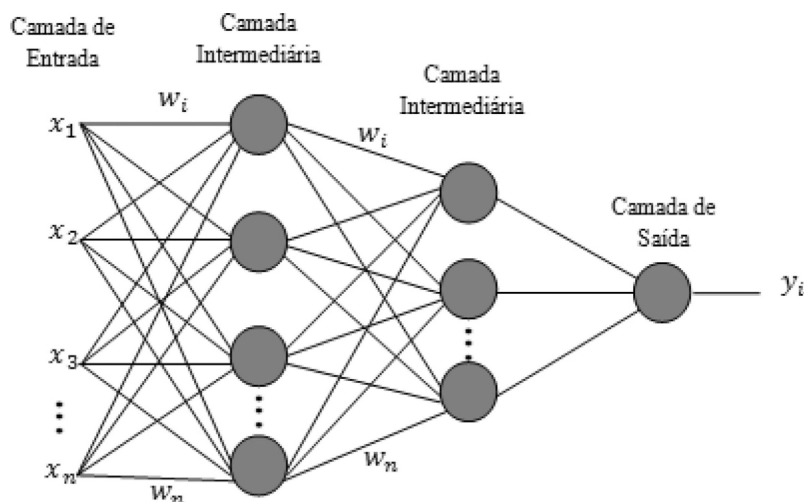 Camada de
Entrada
Camada
Intermediária
Camada
Intermediária
Camada de
Saída
w_i
w_i
x_1
x_2
x_3
x_n
w_n
w_n
y_i